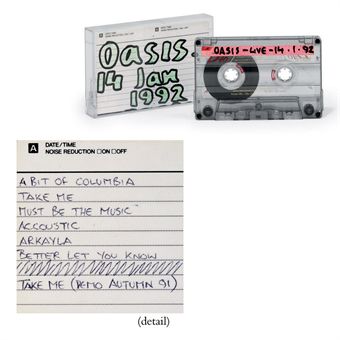 Oasis
14 Jan
1992
A
OASIS - LIVE - 14 · 1 · 92
A DATE/TIME
NOISE REDUCTION □ON □OFF
A BIT OF COLUMBIA
TAKE ME
MUST BE THE MUSIC
ACCOUSTIC
ARKAYLA
BETTER LET YOU KNOW
TAKE ME (DEMO AUTUMN 91)
(detail)